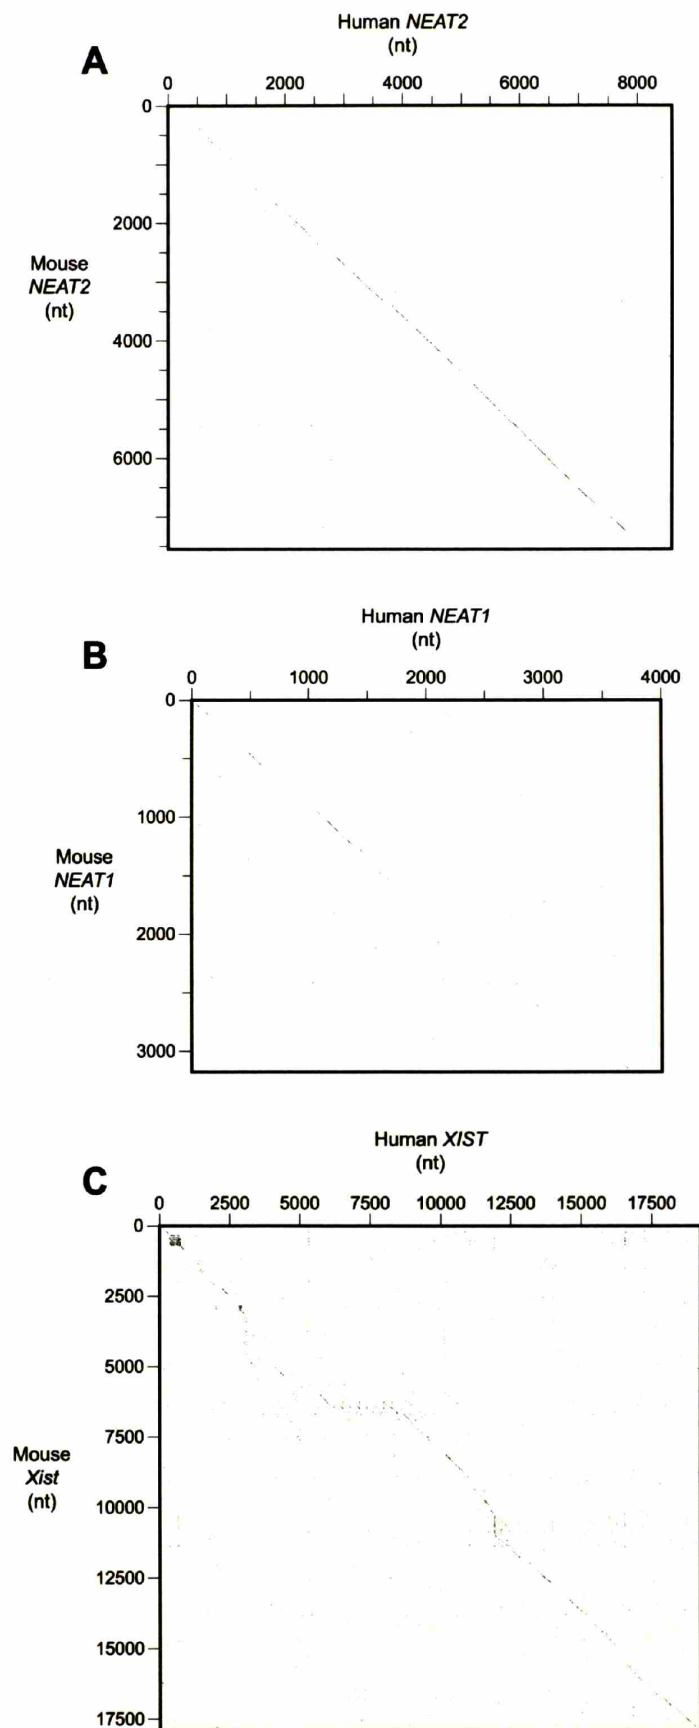 A
Human NEAT2
(nt)
0 2000 4000 6000 8000
0
2000
Mouse
NEAT2
(nt)
4000
6000
B
Human NEAT1
(nt)
0 1000 2000 3000 4000
0
1000
Mouse
NEAT1
(nt)
2000
3000
C
Human XIST
(nt)
0 2500 5000 7500 10000 12500 15000 17500
0
2500
5000
7500
Mouse
Xist
(nt)
10000
12500
15000
17500